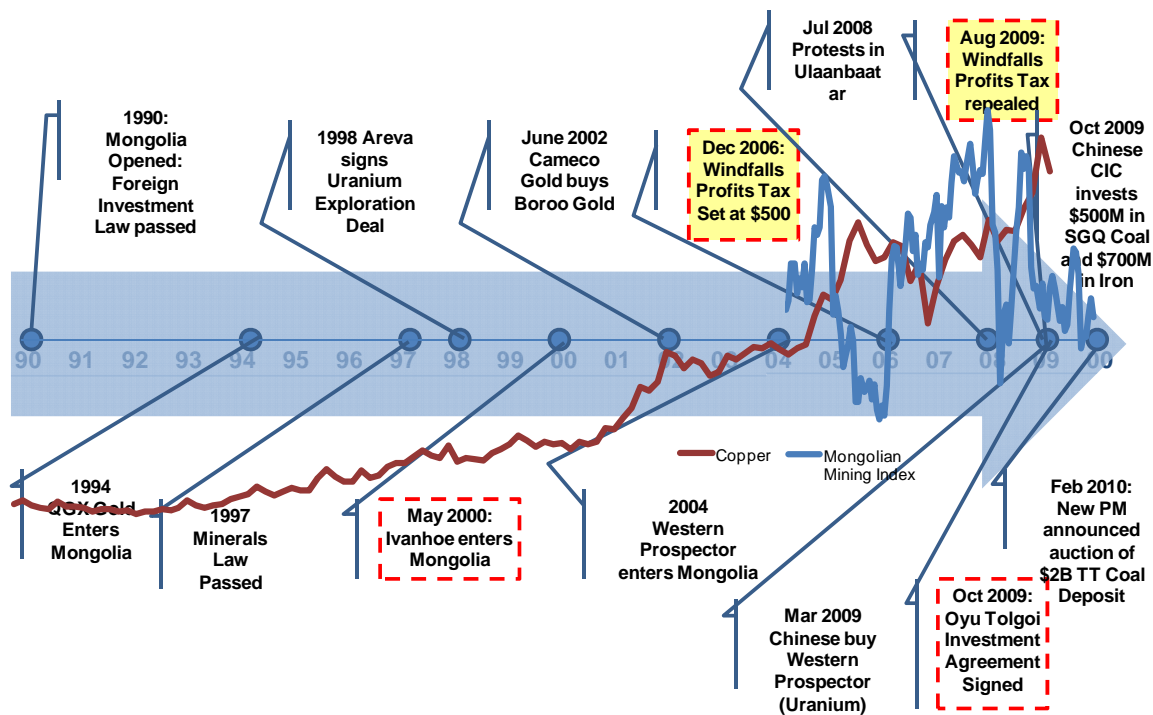 1990:
Mongolia
Opened:
Foreign
Investment
Law passed
1998 Areva
signs
Uranium
Exploration
Deal
June 2002
Cameco
Gold buys
Boroo Gold
Dec 2006:
Windfalls
Profits Tax
Set at $500
Jul 2008
Protests in
Ulaanbaat
ar
Aug 2009:
Windfalls
Profits Tax
repealed
Oct 2009
Chinese
CIC
invests
$500M in
SGQ Coal
and $700M
in Iron
90 91 92 93 94 95 96 97 98 99 00 01 02 04 05 06 07 08 09 00
Copper
Mongolian
Mining Index
1994
QGX Gold
Enters
Mongolia
1997
Minerals
Law
Passed
May 2000:
Ivanhoe enters
Mongolia
2004
Western
Prospector
enters Mongolia
Mar 2009
Chinese buy
Western
Prospector
(Uranium)
Oct 2009:
Oyu Tolgoi
Investment
Agreement
Signed
Feb 2010:
New PM
announced
auction of
$2B TT Coal
Deposit